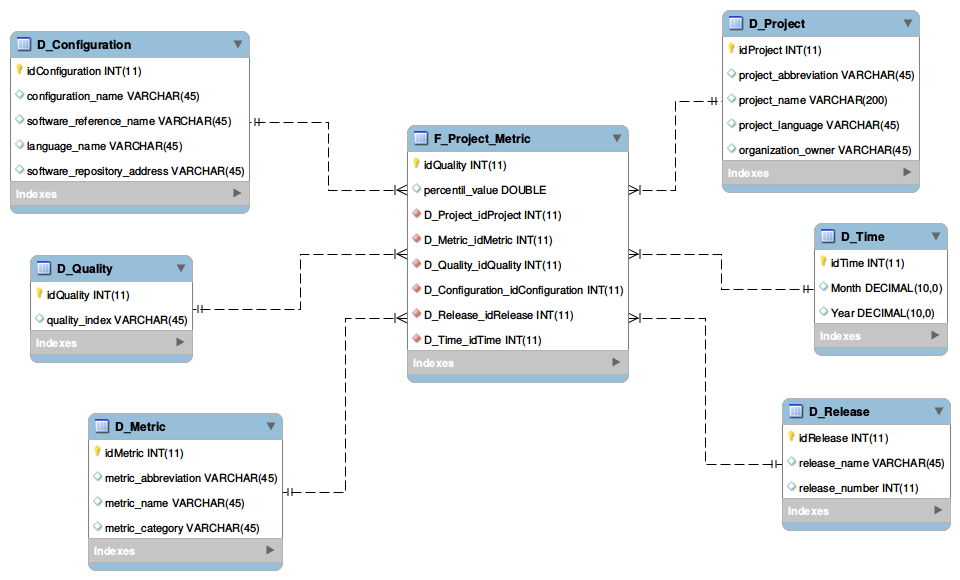 D_Configuration
idConfiguration INT(11)
configuration_name VARCHAR(45)
software_reference_name VARCHAR(45)
language_name VARCHAR(45)
software_repository_address VARCHAR(45)
Indexes
D_Quality
idQuality INT(11)
quality_index VARCHAR(45)
Indexes
D_Metric
idMetric INT(11)
metric_abbreviation VARCHAR(45)
metric_name VARCHAR(45)
metric_category VARCHAR(45)
Indexes
F_Project_Metric
idQuality INT(11)
percentil_value DOUBLE
D_Project_idProject INT(11)
D_Metric_idMetric INT(11)
D_Quality_idQuality INT(11)
D_Configuration_idConfiguration INT(11)
D_Release_idRelease INT(11)
D_Time_idTime INT(11)
Indexes
D_Project
idProject INT(11)
project_abbreviation VARCHAR(45)
project_name VARCHAR(200)
project_language VARCHAR(45)
organization_owner VARCHAR(45)
Indexes
D_Time
idTime INT(11)
Month DECIMAL(10,0)
Year DECIMAL(10,0)
Indexes
D_Release
idRelease INT(11)
release_name VARCHAR(45)
release_number INT(11)
Indexes